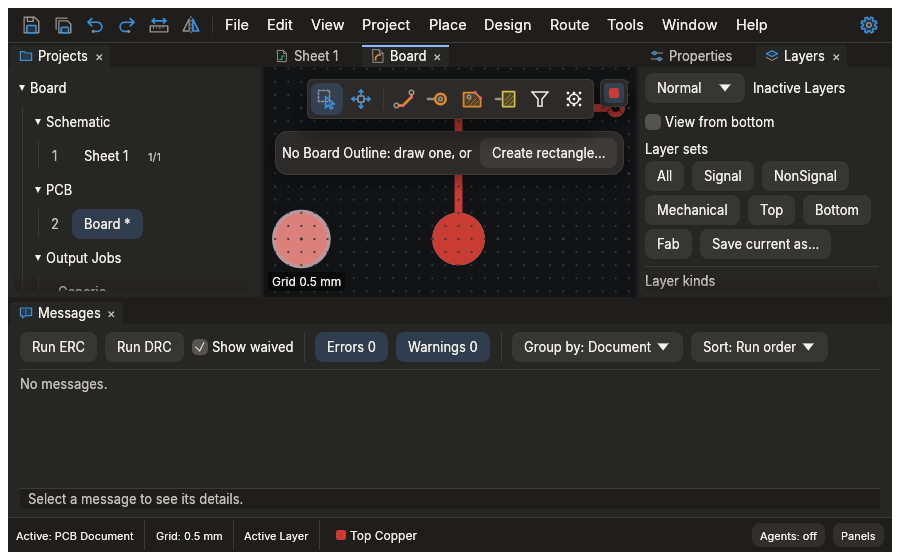 File Edit View Project Place Design Route Tools Window Help
Projects ×
Sheet 1 Board ×
Properties Layers ×
Board
Schematic
1 Sheet 1 1/1
PCB
2 Board *
Output Jobs
Generic
No Board Outline: draw one, or Create rectangle...
Grid 0.5 mm
Normal Inactive Layers
View from bottom
Layer sets
All Signal NonSignal
Mechanical Top Bottom
Fab Save current as...
Layer kinds
Messages ×
Run ERC Run DRC Show waived Errors 0 Warnings 0 Group by: Document Sort: Run order
No messages.
Select a message to see its details.
Active: PCB Document Grid: 0.5 mm Active Layer Top Copper Agents: off Panels